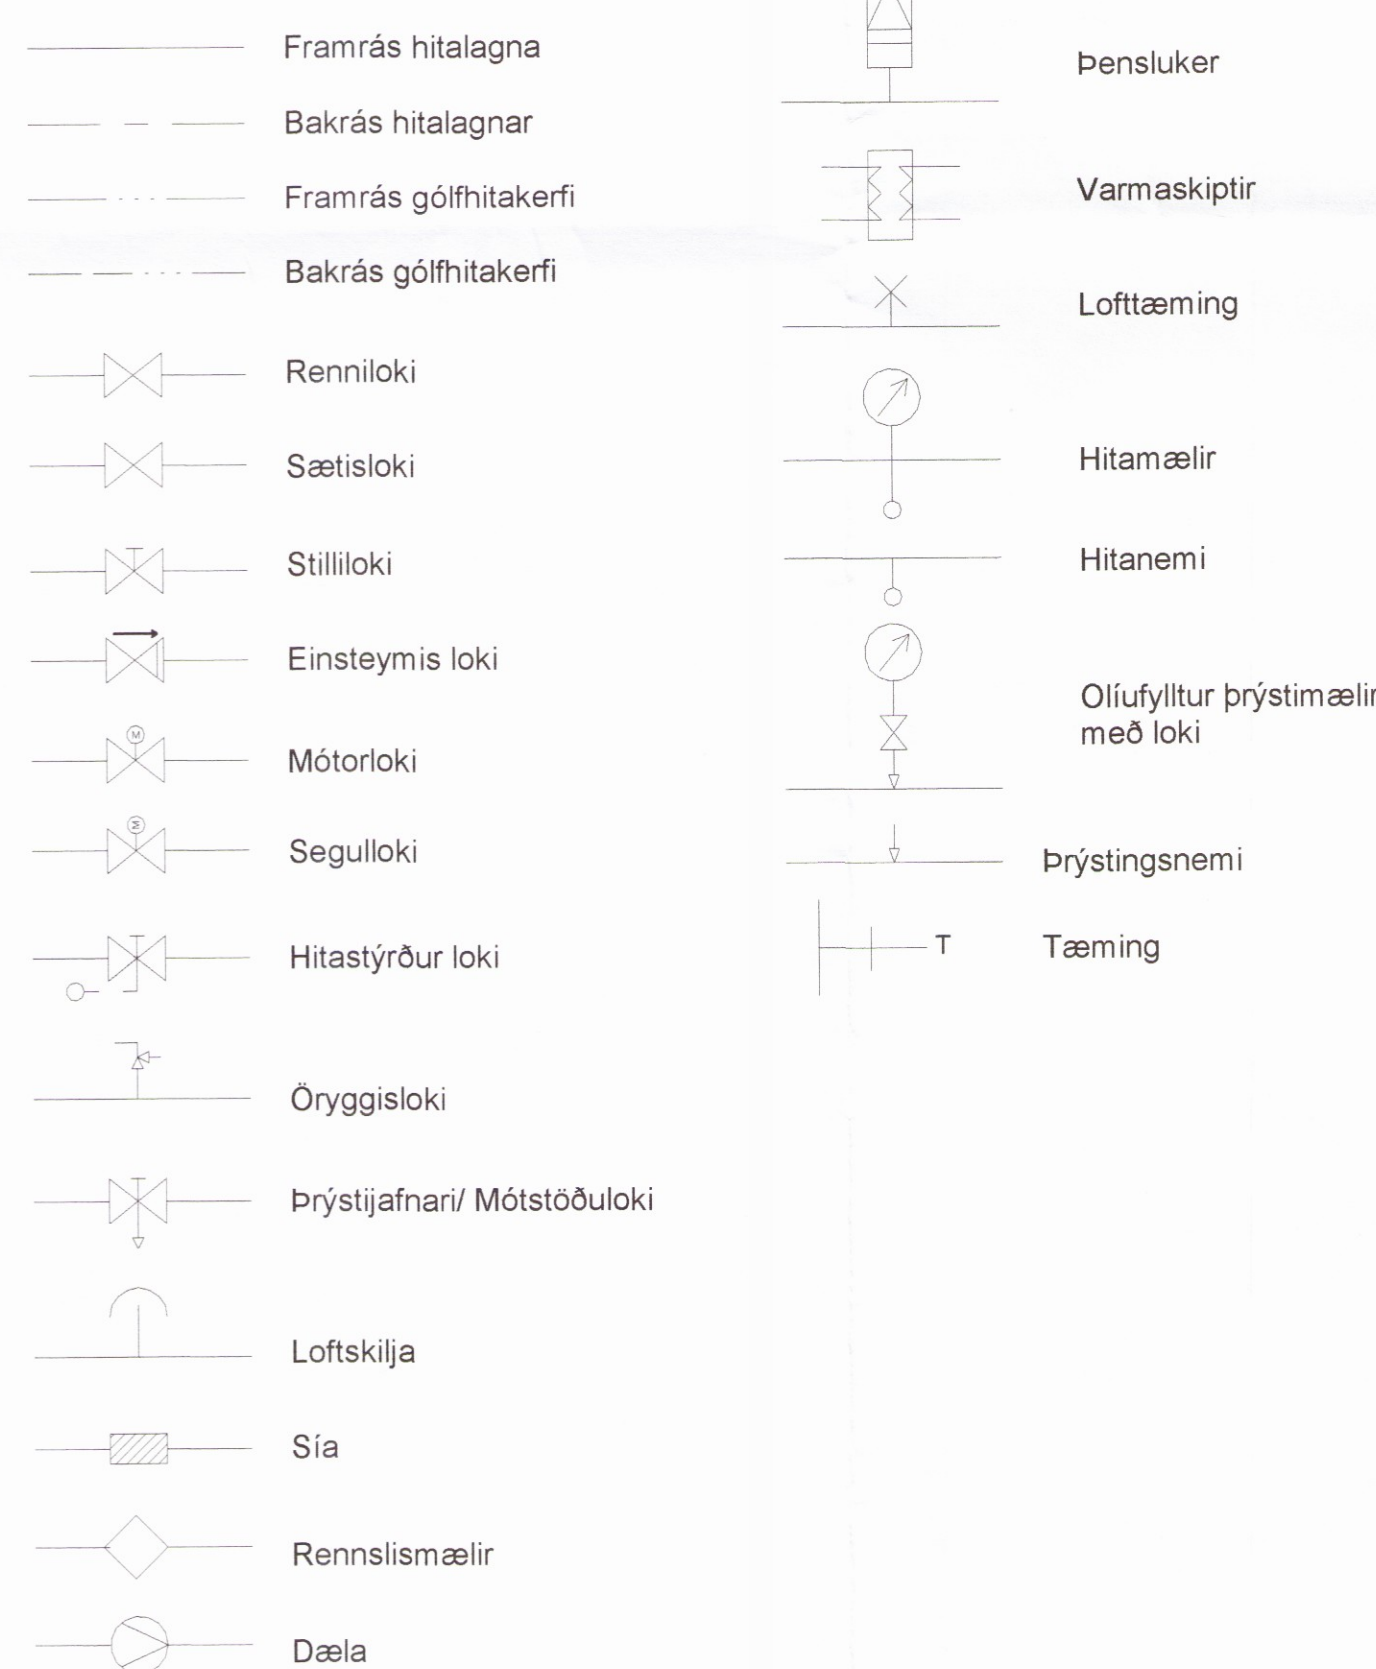 Framrás hitalagna
Bakrás hitalagnar
Framrás gólfhitakerfi
Bakrás gólfhitakerfi
Renniloki
Sætisloki
Stilliloki
Einsteymis loki
M
Mótorloki
M
Segulloki
Hitastýrður loki
Öryggisloki
Þrýstijafnari/ Mótstöðuloki
Loftskilja
Sía
Rennslismælir
Dæla
Þensluker
Varmaskiptir
Lofttæming
Hitamælir
Hitanemi
Olíufylltur þrýstimælir
með loki
Þrýstingsnemi
T Tæming